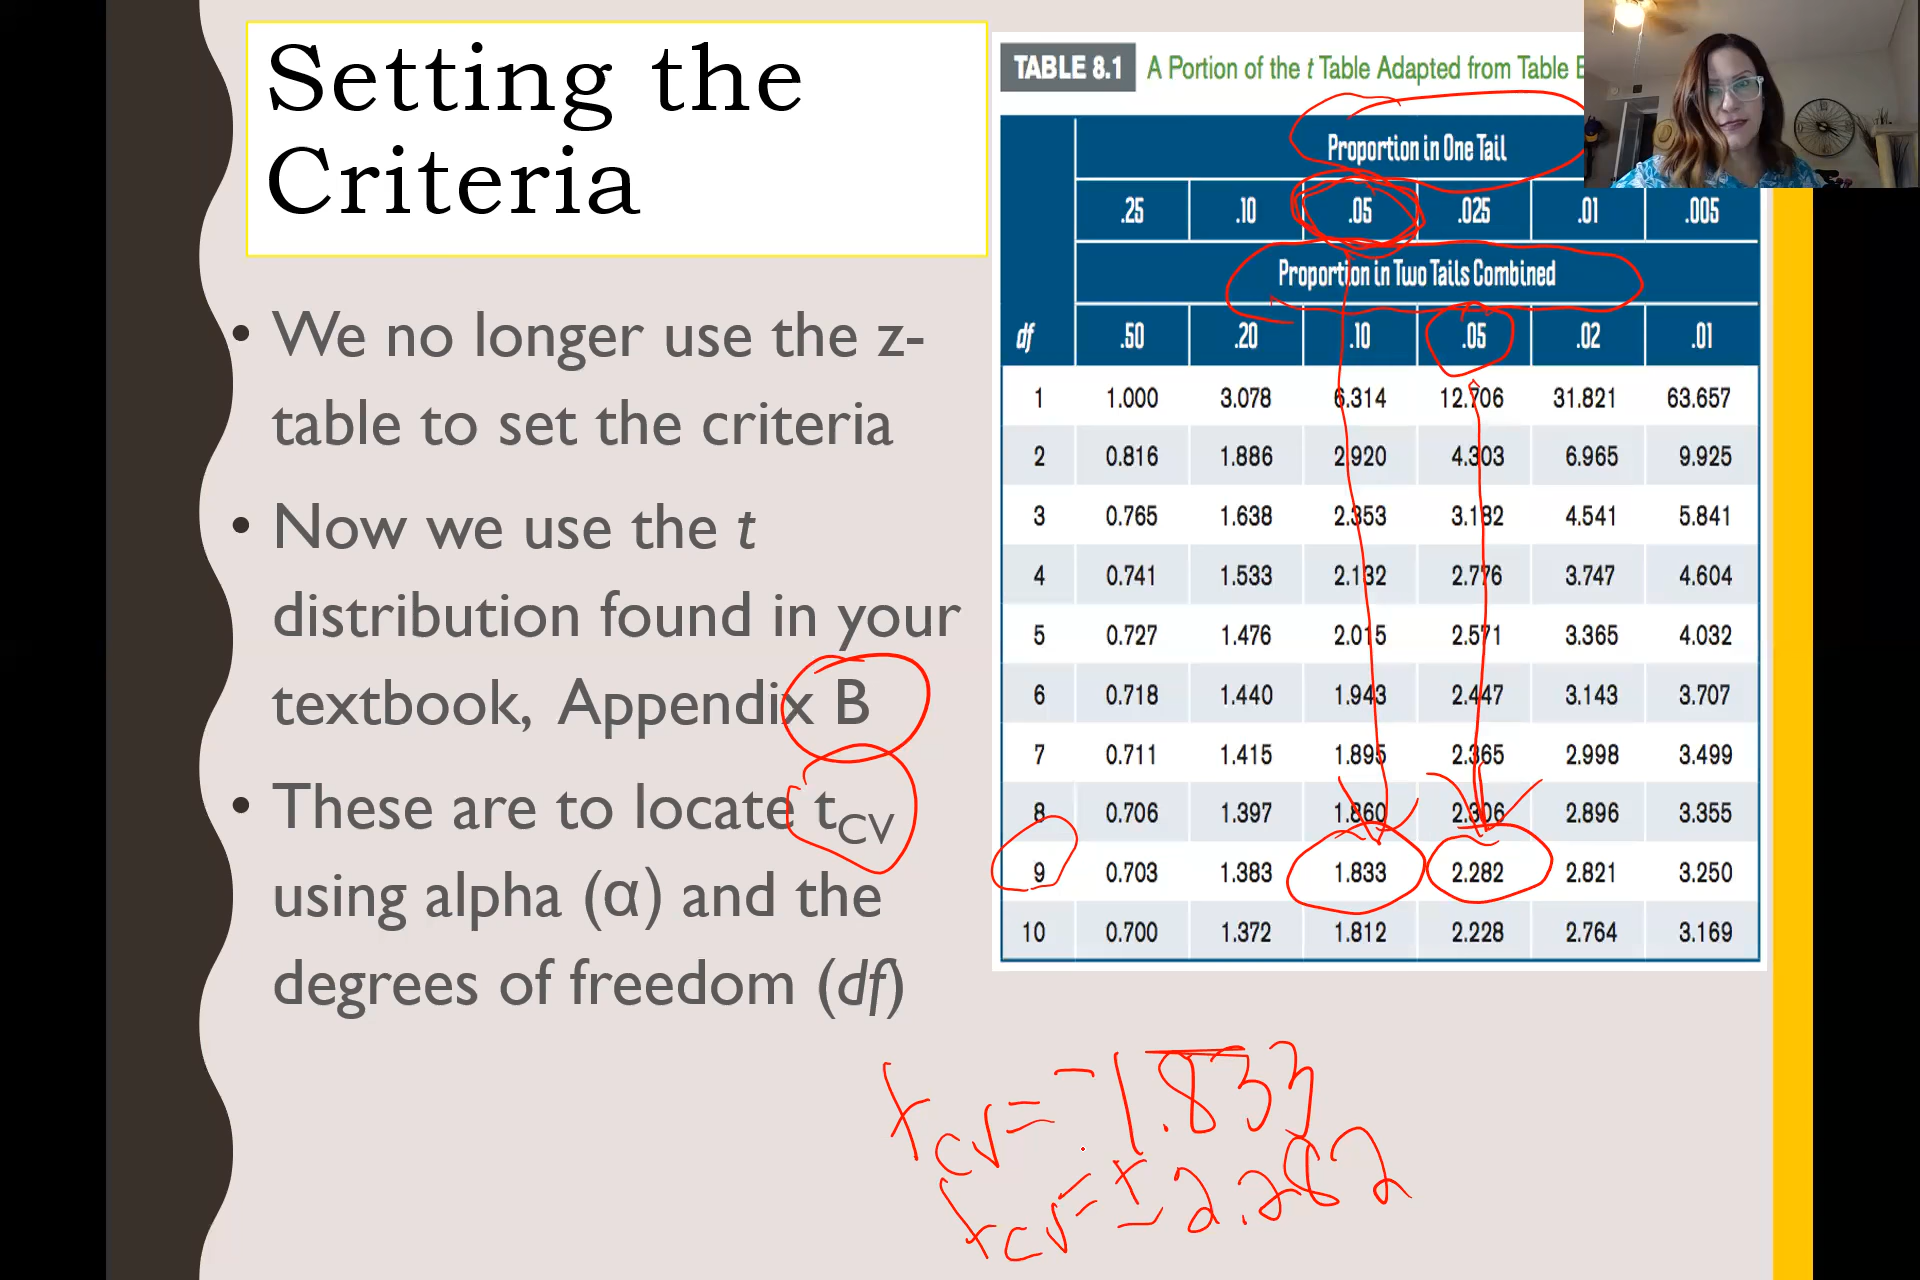 Setting the
Criteria
• We no longer use the z-
table to set the criteria
• Now we use the t
distribution found in your
textbook, Appendix B
• These are to locate tCV
using alpha (α) and the
degrees of freedom (df)
TABLE 8.1 A Portion of the t Table Adapted from Table
Proportion in One Tail
.25 .10 .05 .025 .01 .005
Proportion in Two Tails Combined
df .50 .20 .10 .05 .02 .01
1 1.000 3.078 6.314 12.706 31.821 63.657
2 0.816 1.886 2.920 4.303 6.965 9.925
3 0.765 1.638 2.353 3.182 4.541 5.841
4 0.741 1.533 2.132 2.776 3.747 4.604
5 0.727 1.476 2.015 2.571 3.365 4.032
6 0.718 1.440 1.943 2.447 3.143 3.707
7 0.711 1.415 1.895 2.365 2.998 3.499
8 0.706 1.397 1.860 2.306 2.896 3.355
9 0.703 1.383 1.833 2.282 2.821 3.250
10 0.700 1.372 1.812 2.228 2.764 3.169
tcv = -1.833
tcv = ±2.282